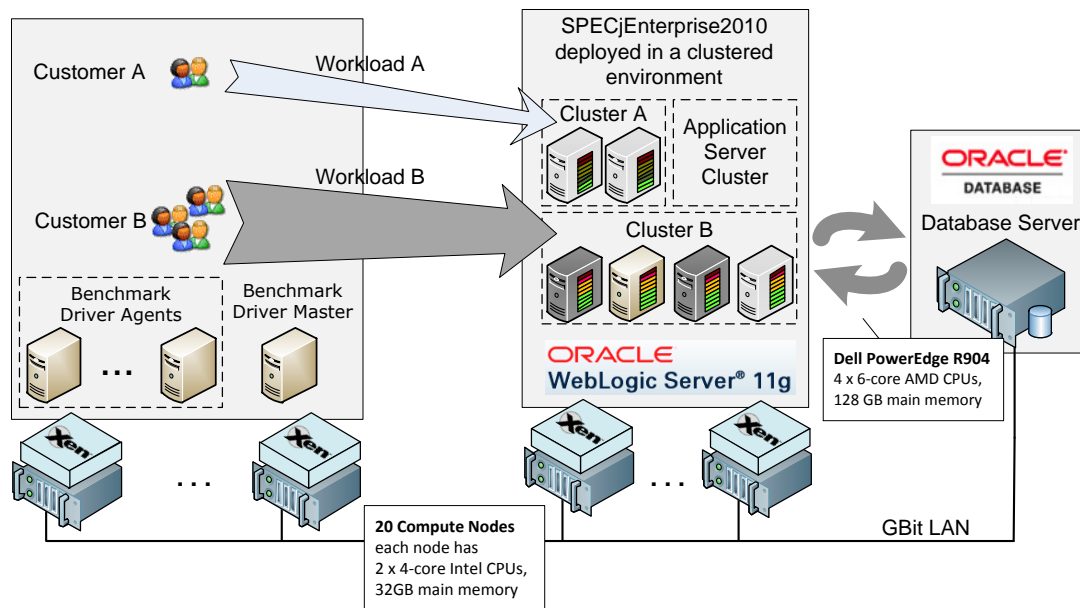 Customer A
Workload A
Customer B
Workload B
Benchmark
Driver Agents
...
Benchmark
Driver Master
SPECjEnterprise2010
deployed in a clustered
environment
Cluster A
Application
Server
Cluster
Cluster B
ORACLE
WebLogic Server® 11g
ORACLE®
DATABASE
Database Server
Dell PowerEdge R904
4 x 6-core AMD CPUs,
128 GB main memory
Xen
...
Xen
Xen
...
Xen
20 Compute Nodes
each node has
2 x 4-core Intel CPUs,
32GB main memory
GBit LAN